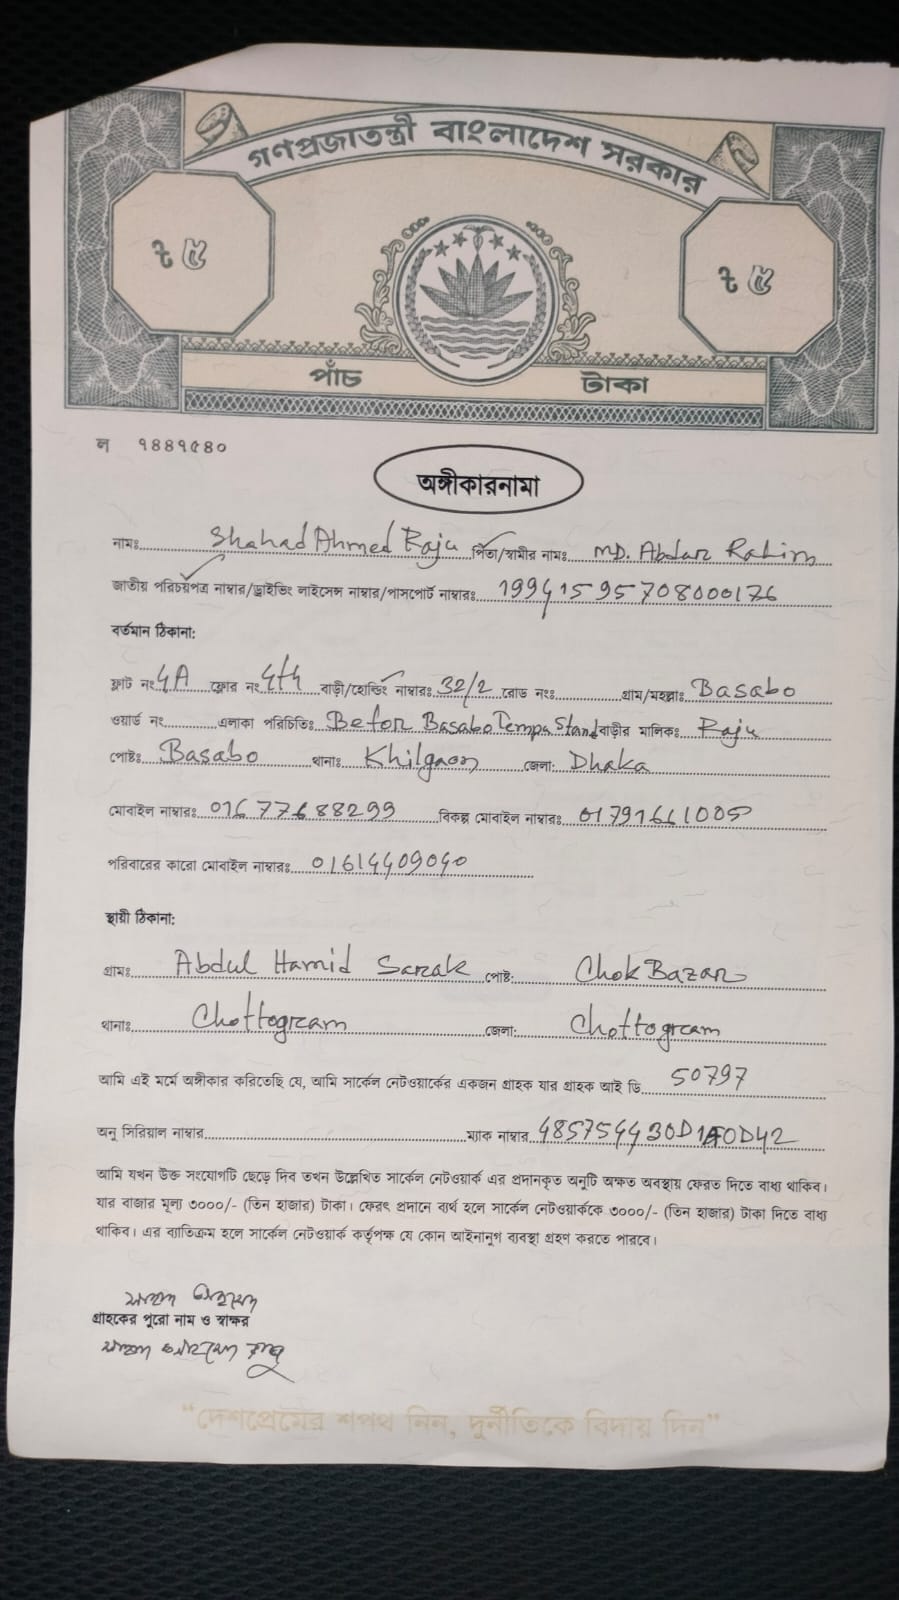 গণপ্রজাতন্ত্রী বাংলাদেশ সরকার
ট ৫ ট ৫
পাঁচ টাকা
ল ৭৪৪৭৫৪০
অঙ্গীকারনামা
নামঃ Shahad Ahmed Raju পিতা/স্বামীর নামঃ MD. Abdur Rahim
জাতীয় পরিচয়পত্র নাম্বার/ড্রাইভিং লাইসেন্স নাম্বার/পাসপোর্ট নাম্বারঃ 19941595708000176
বর্তমান ঠিকানা:
ফ্লাট নং 4A ফ্লোর নং 4th বাড়ী/হোল্ডিং নাম্বারঃ 32/2 রোড নংঃ গ্রাম/মহল্লাঃ Basabo
ওয়ার্ড নং এলাকা পরিচিতিঃ Befor Basabo Tempa Stand বাড়ীর মালিকঃ Raju
পোষ্টঃ Basabo থানাঃ Khilgaon জেলা: Dhaka
মোবাইল নাম্বারঃ 01677688299 বিকল্প মোবাইল নাম্বারঃ 01791661005
পরিবারের কারো মোবাইল নাম্বারঃ 01614409040
স্থায়ী ঠিকানা:
গ্রামঃ Abdul Hamid Sarak পোষ্ট: Chok Bazar
থানাঃ Chottogram জেলা: Chottogram
আমি এই মর্মে অঙ্গীকার করিতেছি যে, আমি সার্কেল নেটওয়ার্কের একজন গ্রাহক যার গ্রাহক আই ডি 50797
অনু সিরিয়াল নাম্বার ম্যাক নাম্বার
আমি যখন উক্ত সংযোগটি ছেড়ে দিব তখন উল্লেখিত সার্কেল নেটওয়ার্ক এর প্রদানকৃত অনুটি অক্ষত অবস্থায় ফেরত দিতে বাধ্য থাকিব।
যার বাজার মূল্য ৩০০০/- (তিন হাজার) টাকা। ফেরৎ প্রদানে ব্যর্থ হলে সার্কেল নেটওয়ার্ককে ৩০০০/- (তিন হাজার) টাকা দিতে বাধ্য
থাকিব। এর ব্যাতিক্রম হলে সার্কেল নেটওয়ার্ক কর্তৃপক্ষ যে কোন আইনানুগ ব্যবস্থা গ্রহণ করতে পারবে।
গ্রাহকের পুরো নাম ও স্বাক্ষর
"দেশপ্রেমের শপথ নিন, দুর্নীতিকে বিদায় দিন"